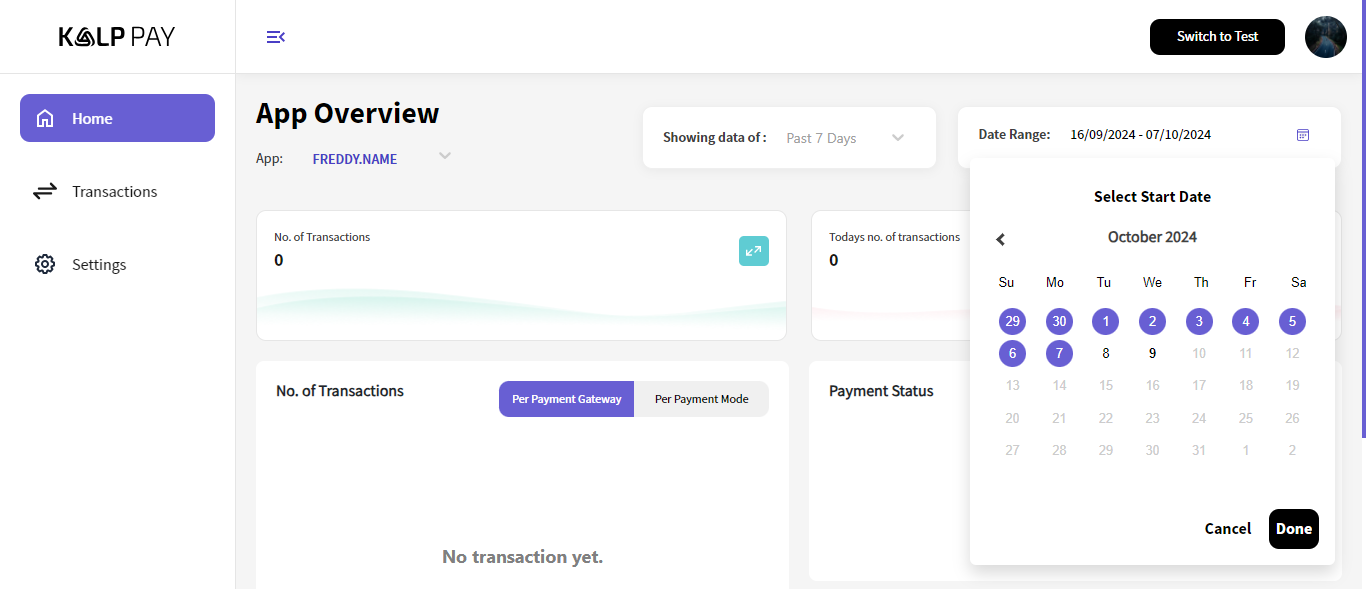 KALP PAY
Switch to Test
Home
Transactions
Settings
App Overview
App: FREDDY.NAME
Showing data of : Past 7 Days
Date Range: 16/09/2024 - 07/10/2024
No. of Transactions
0
Todays no. of transactions
0
No. of Transactions
Per Payment Gateway Per Payment Mode
No transaction yet.
Payment Status
Select Start Date
October 2024
Su Mo Tu We Th Fr Sa
29 30 1 2 3 4 5
6 7 8 9 10 11 12
13 14 15 16 17 18 19
20 21 22 23 24 25 26
27 28 29 30 31 1 2
Cancel Done